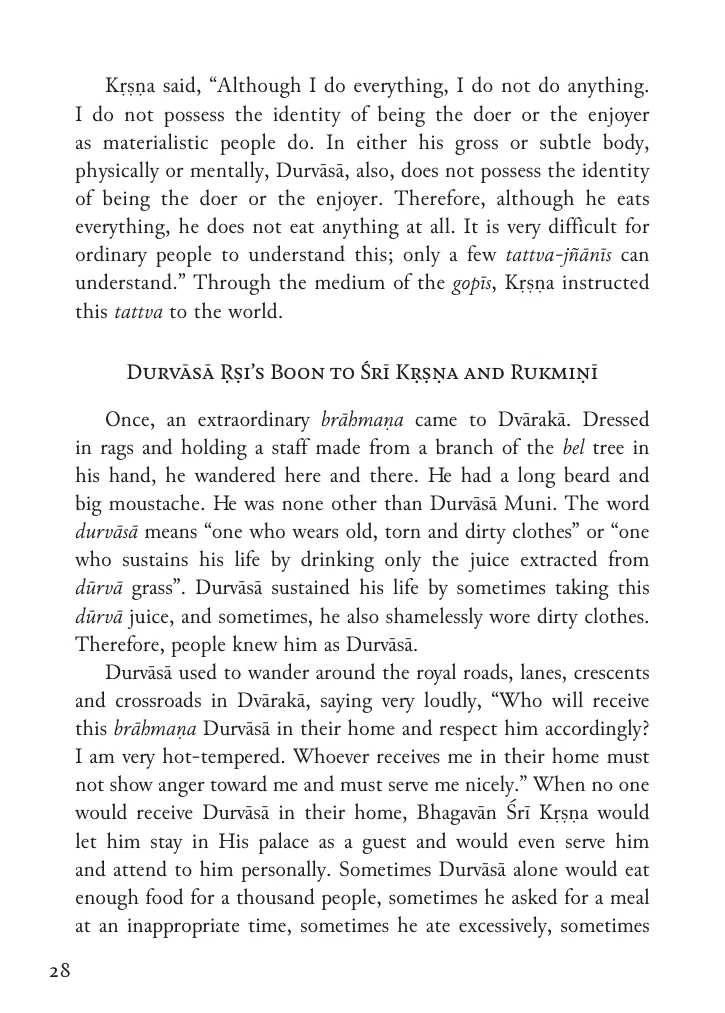 Kṛṣṇa said, “Although I do everything, I do not do anything.
I do not possess the identity of being the doer or the enjoyer
as materialistic people do. In either his gross or subtle body,
physically or mentally, Durvāsā, also, does not possess the identity
of being the doer or the enjoyer. Therefore, although he eats
everything, he does not eat anything at all. It is very difficult for
ordinary people to understand this; only a few tattva-jñānīs can
understand.” Through the medium of the gopīs, Kṛṣṇa instructed
this tattva to the world.
Durvāsā Ṛṣi’s Boon to Śrī Kṛṣṇa and Rukmiṇī
Once, an extraordinary brāhmaṇa came to Dvārakā. Dressed
in rags and holding a staff made from a branch of the bel tree in
his hand, he wandered here and there. He had a long beard and
big moustache. He was none other than Durvāsā Muni. The word
durvāsā means “one who wears old, torn and dirty clothes” or “one
who sustains his life by drinking only the juice extracted from
dūrvā grass”. Durvāsā sustained his life by sometimes taking this
dūrvā juice, and sometimes, he also shamelessly wore dirty clothes.
Therefore, people knew him as Durvāsā.
Durvāsā used to wander around the royal roads, lanes, crescents
and crossroads in Dvārakā, saying very loudly, “Who will receive
this brāhmaṇa Durvāsā in their home and respect him accordingly?
I am very hot-tempered. Whoever receives me in their home must
not show anger toward me and must serve me nicely.” When no one
would receive Durvāsā in their home, Bhagavān Śrī Kṛṣṇa would
let him stay in His palace as a guest and would even serve him
and attend to him personally. Sometimes Durvāsā alone would eat
enough food for a thousand people, sometimes he asked for a meal
at an inappropriate time, sometimes he ate excessively, sometimes
28